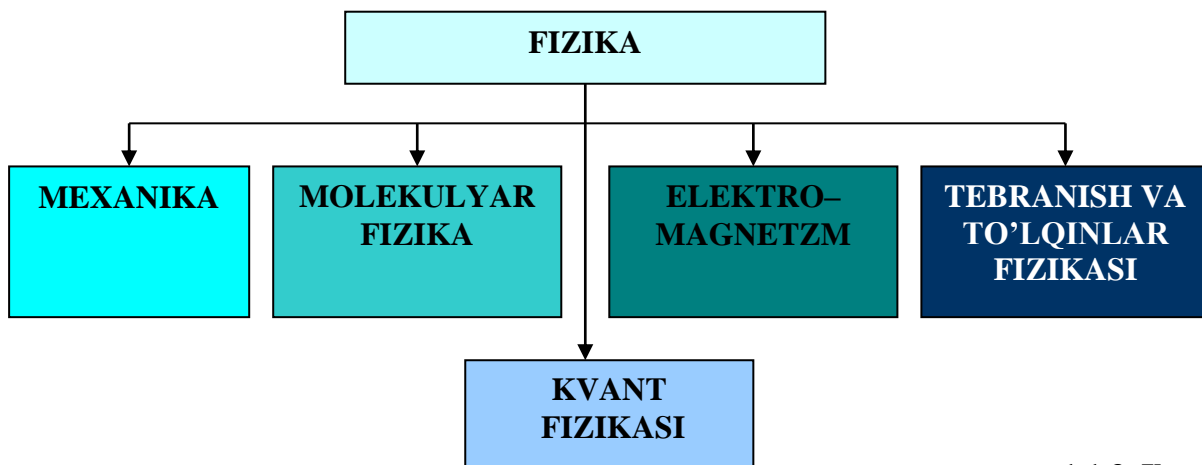 FIZIKA
MEXANIKA
MOLEKULYAR
FIZIKA
ELEKTRO–
MAGNETZM
TEBRANISH VA
TO’LQINLAR
FIZIKASI
KVANT
FIZIKASI